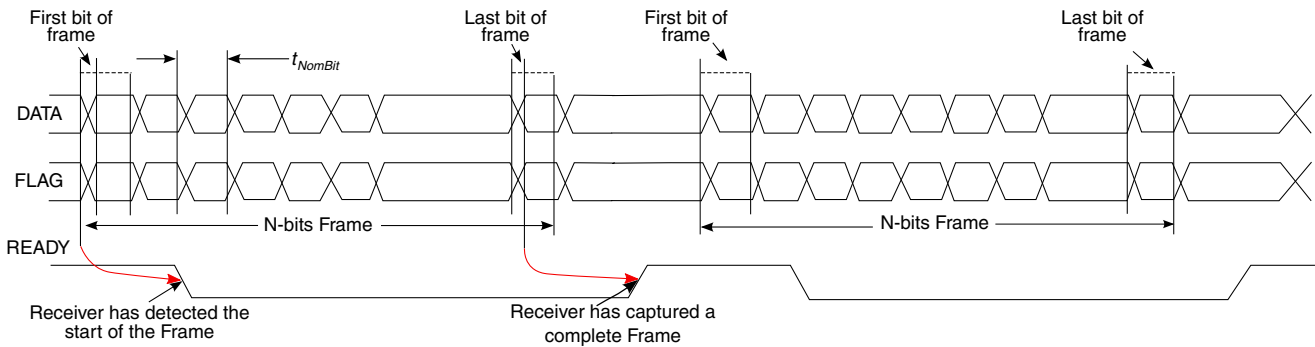 First bit of
frame
Last bit of
frame
First bit of
frame
Last bit of
frame
t_NomBit
DATA
FLAG
N-bits Frame
N-bits Frame
READY
Receiver has detected the
start of the Frame
Receiver has captured a
complete Frame